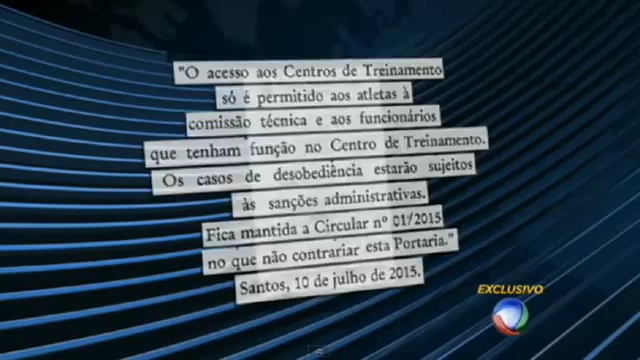 "O acesso aos Centros de Treinamento
só é permitido aos atletas à
comissão técnica e aos funcionários
que tenham função no Centro de Treinamento.
Os casos de desobediência estarão sujeitos
às sanções administrativas.
Fica mantida a Circular nº 01/2015
no que não contrariar esta Portaria."
Santos, 10 de julho de 2015.
EXCLUSIVO